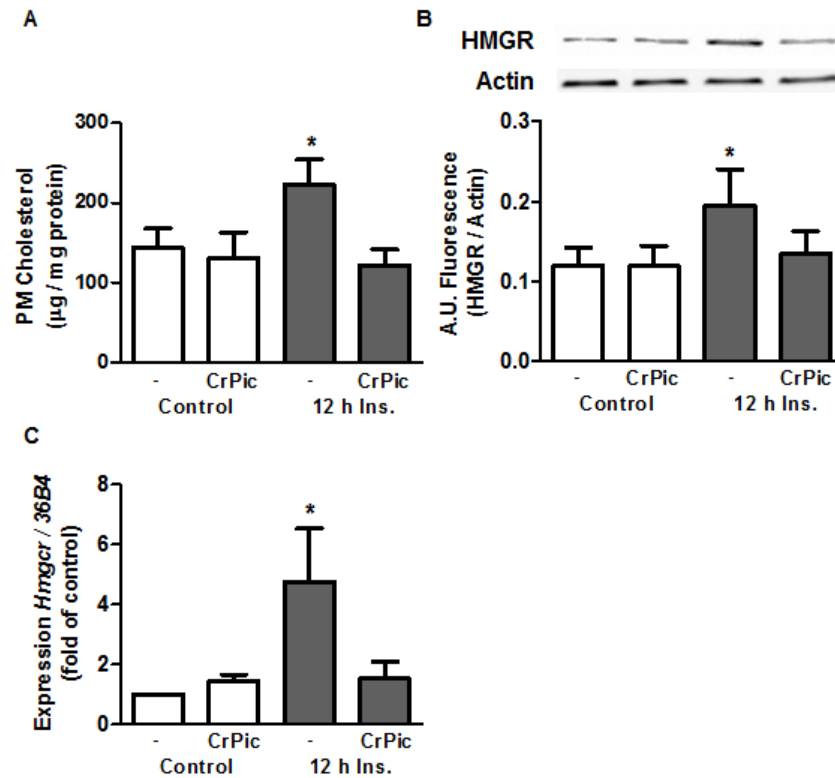 A
PM Cholesterol
(µg / mg protein)
300
200
100
0
*
- CrPic - CrPic
Control 12 h Ins.
B
HMGR
Actin
A.U. Fluorescence
(HMGR / Actin)
0.3
0.2
0.1
0.0
*
- CrPic - CrPic
Control 12 h Ins.
C
Expression Hmgcr / 36B4
(fold of control)
8
6
4
2
0
*
- CrPic - CrPic
Control 12 h Ins.